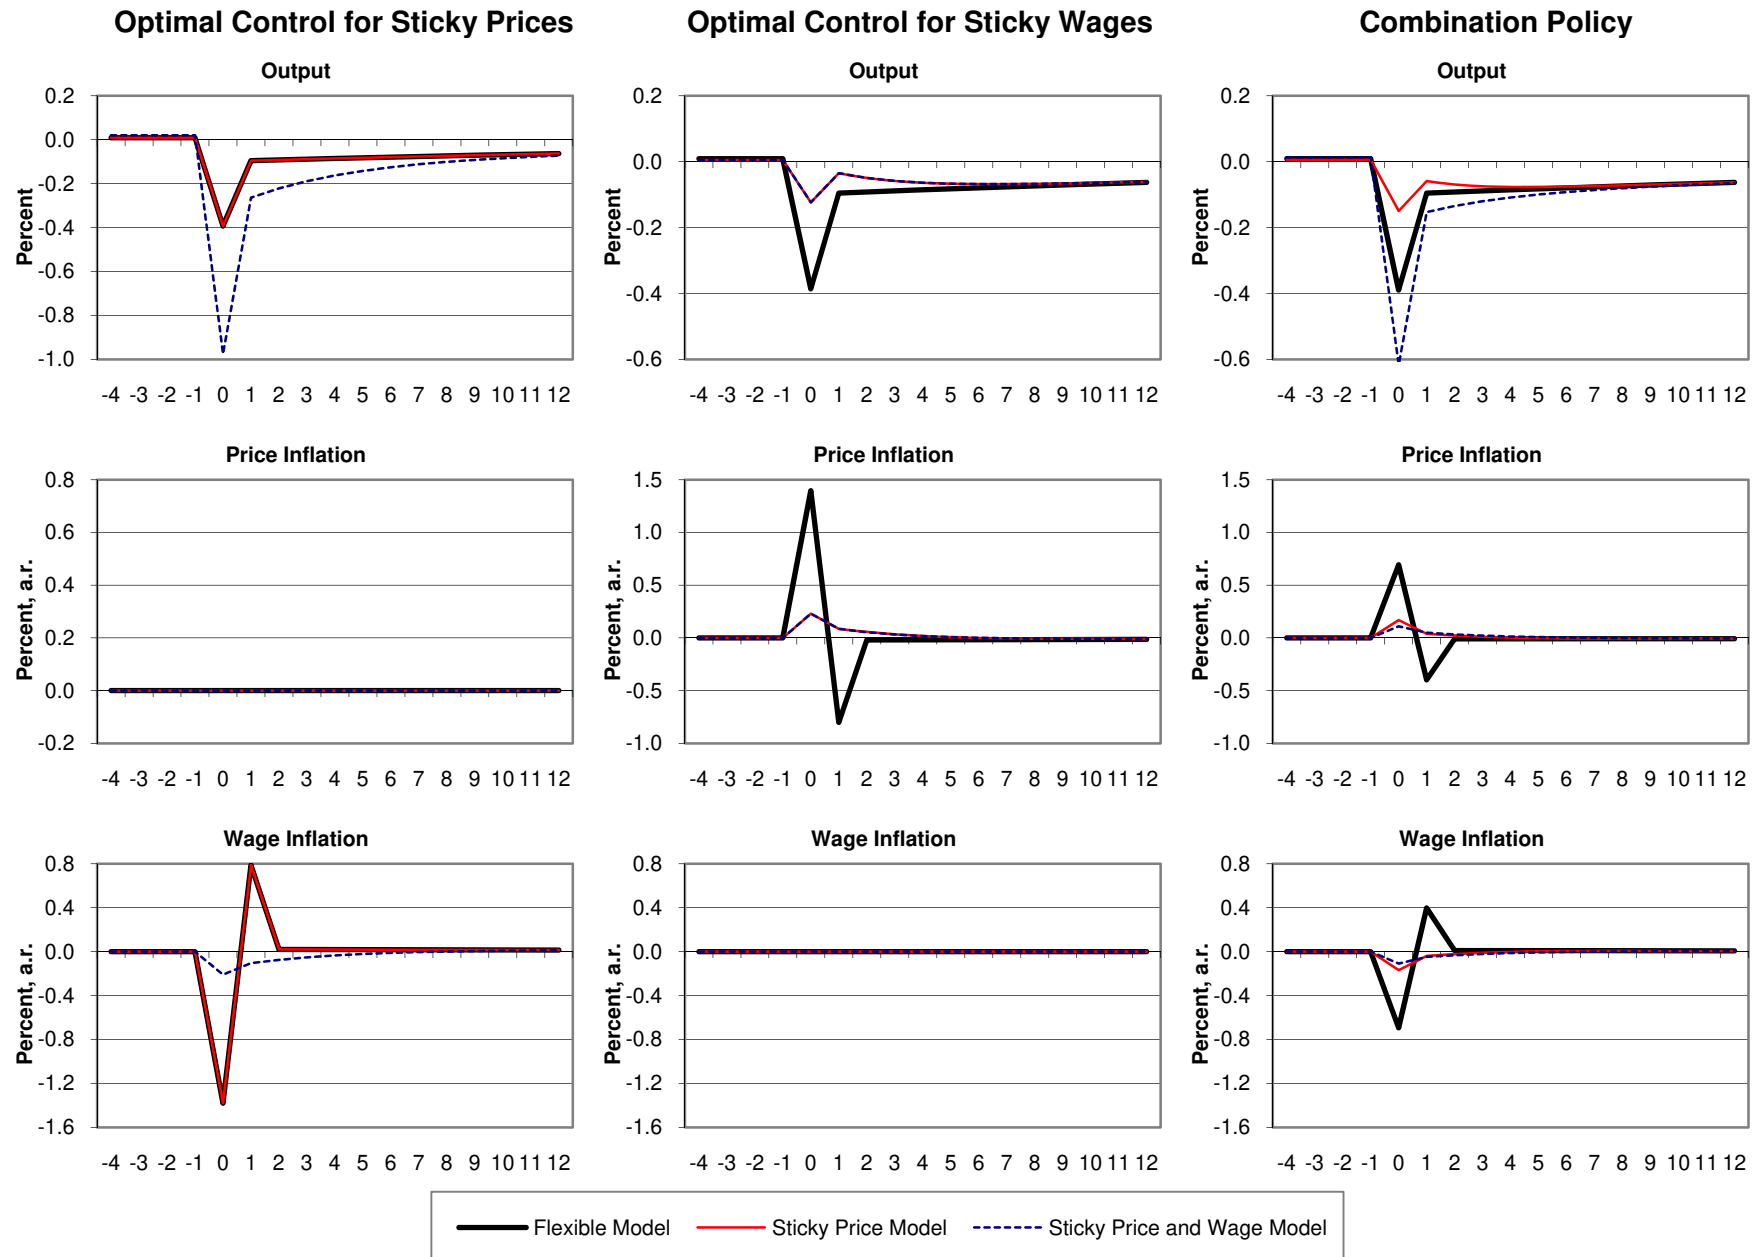 Optimal Control for Sticky Prices
Optimal Control for Sticky Wages
Combination Policy
Output
Percent
0.2
0.0
-0.2
-0.4
-0.6
-0.8
-1.0
-4 -3 -2 -1 0 1 2 3 4 5 6 7 8 9 10 11 12
Output
Percent
0.2
0.0
-0.2
-0.4
-0.6
-4 -3 -2 -1 0 1 2 3 4 5 6 7 8 9 10 11 12
Output
Percent
0.2
0.0
-0.2
-0.4
-0.6
-4 -3 -2 -1 0 1 2 3 4 5 6 7 8 9 10 11 12
Price Inflation
Percent, a.r.
0.8
0.6
0.4
0.2
0.0
-0.2
-4 -3 -2 -1 0 1 2 3 4 5 6 7 8 9 10 11 12
Price Inflation
Percent, a.r.
1.5
1.0
0.5
0.0
-0.5
-1.0
-4 -3 -2 -1 0 1 2 3 4 5 6 7 8 9 10 11 12
Price Inflation
Percent, a.r.
1.5
1.0
0.5
0.0
-0.5
-1.0
-4 -3 -2 -1 0 1 2 3 4 5 6 7 8 9 10 11 12
Wage Inflation
Percent, a.r.
0.8
0.4
0.0
-0.4
-0.8
-1.2
-1.6
-4 -3 -2 -1 0 1 2 3 4 5 6 7 8 9 10 11 12
Wage Inflation
Percent, a.r.
0.8
0.4
0.0
-0.4
-0.8
-1.2
-1.6
-4 -3 -2 -1 0 1 2 3 4 5 6 7 8 9 10 11 12
Wage Inflation
Percent, a.r.
0.8
0.4
0.0
-0.4
-0.8
-1.2
-1.6
-4 -3 -2 -1 0 1 2 3 4 5 6 7 8 9 10 11 12
Flexible Model
Sticky Price Model
Sticky Price and Wage Model